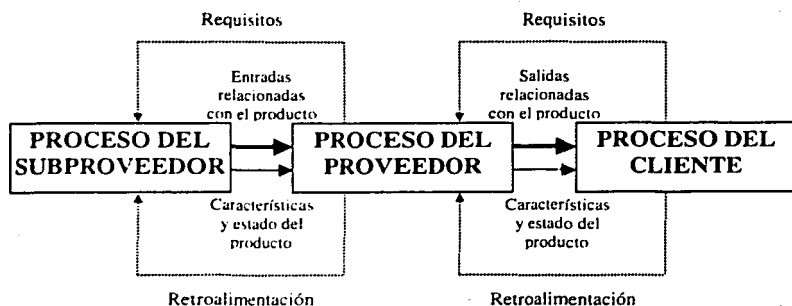 Requisitos
Requisitos
Entradas
relacionadas
con el producto
Salidas
relacionadas
con el producto
PROCESO DEL
SUBPROVEEDOR
PROCESO DEL
PROVEEDOR
PROCESO DEL
CLIENTE
Características
y estado del
producto
Características
y estado del
producto
Retroalimentación
Retroalimentación